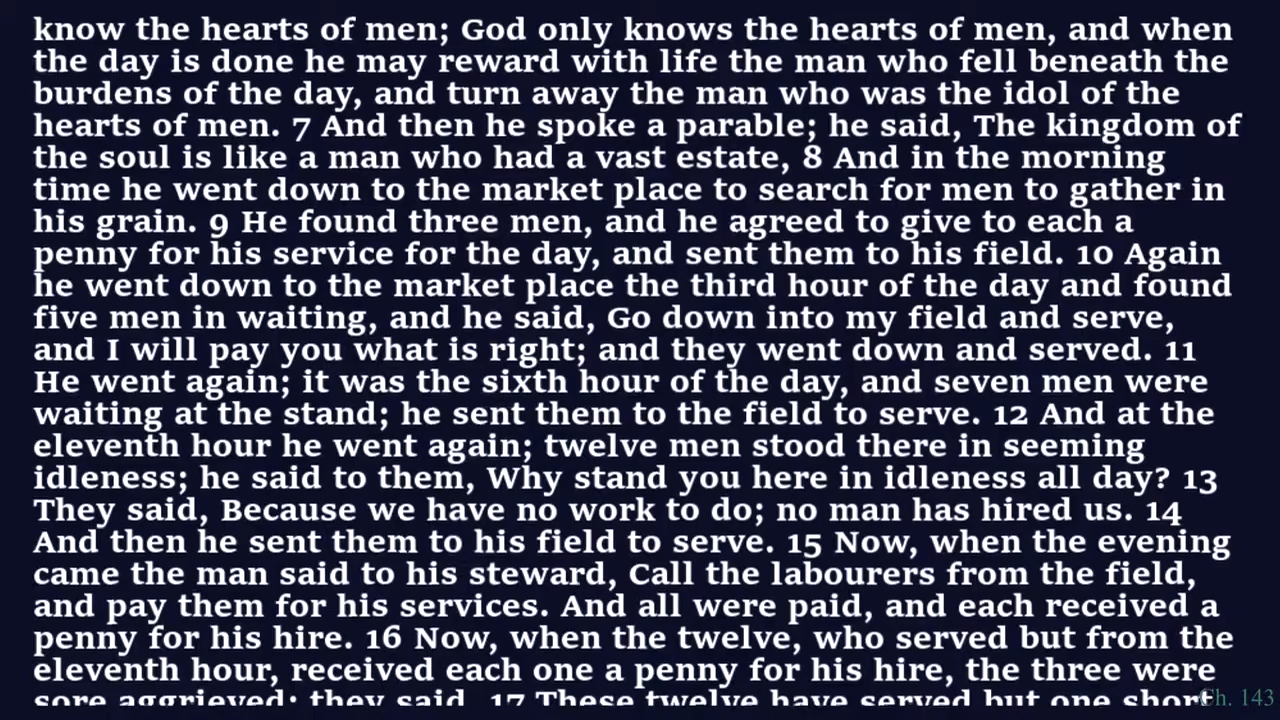 know the hearts of men; God only knows the hearts of men, and when
the day is done he may reward with life the man who fell beneath the
burdens of the day, and turn away the man who was the idol of the
hearts of men. 7 And then he spoke a parable; he said, The kingdom of
the soul is like a man who had a vast estate, 8 And in the morning
time he went down to the market place to search for men to gather in
his grain. 9 He found three men, and he agreed to give to each a
penny for his service for the day, and sent them to his field. 10 Again
he went down to the market place the third hour of the day and found
five men in waiting, and he said, Go down into my field and serve,
and I will pay you what is right; and they went down and served. 11
He went again; it was the sixth hour of the day, and seven men were
waiting at the stand; he sent them to the field to serve. 12 And at the
eleventh hour he went again; twelve men stood there in seeming
idleness; he said to them, Why stand you here in idleness all day? 13
They said, Because we have no work to do; no man has hired us. 14
And then he sent them to his field to serve. 15 Now, when the evening
came the man said to his steward, Call the labourers from the field,
and pay them for his services. And all were paid, and each received a
penny for his hire. 16 Now, when the twelve, who served but from the
eleventh hour, received each one a penny for his hire, the three were
sore aggrieved; they said, 17 These twelve have served but one short
Ch. 143